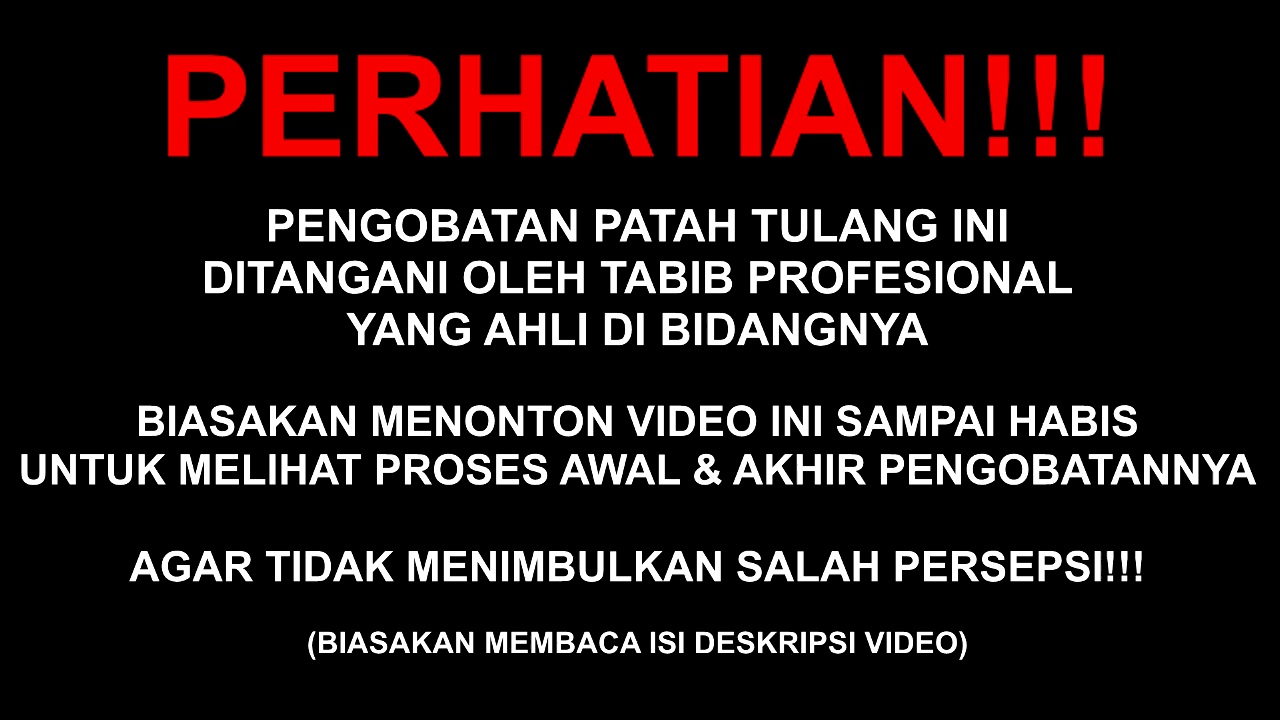 PERHATIAN!!!
PENGOBATAN PATAH TULANG INI
DITANGANI OLEH TABIB PROFESIONAL
YANG AHLI DI BIDANGNYA
BIASAKAN MENONTON VIDEO INI SAMPAI HABIS
UNTUK MELIHAT PROSES AWAL & AKHIR PENGOBATANNYA
AGAR TIDAK MENIMBULKAN SALAH PERSEPSI!!!
(BIASAKAN MEMBACA ISI DESKRIPSI VIDEO)